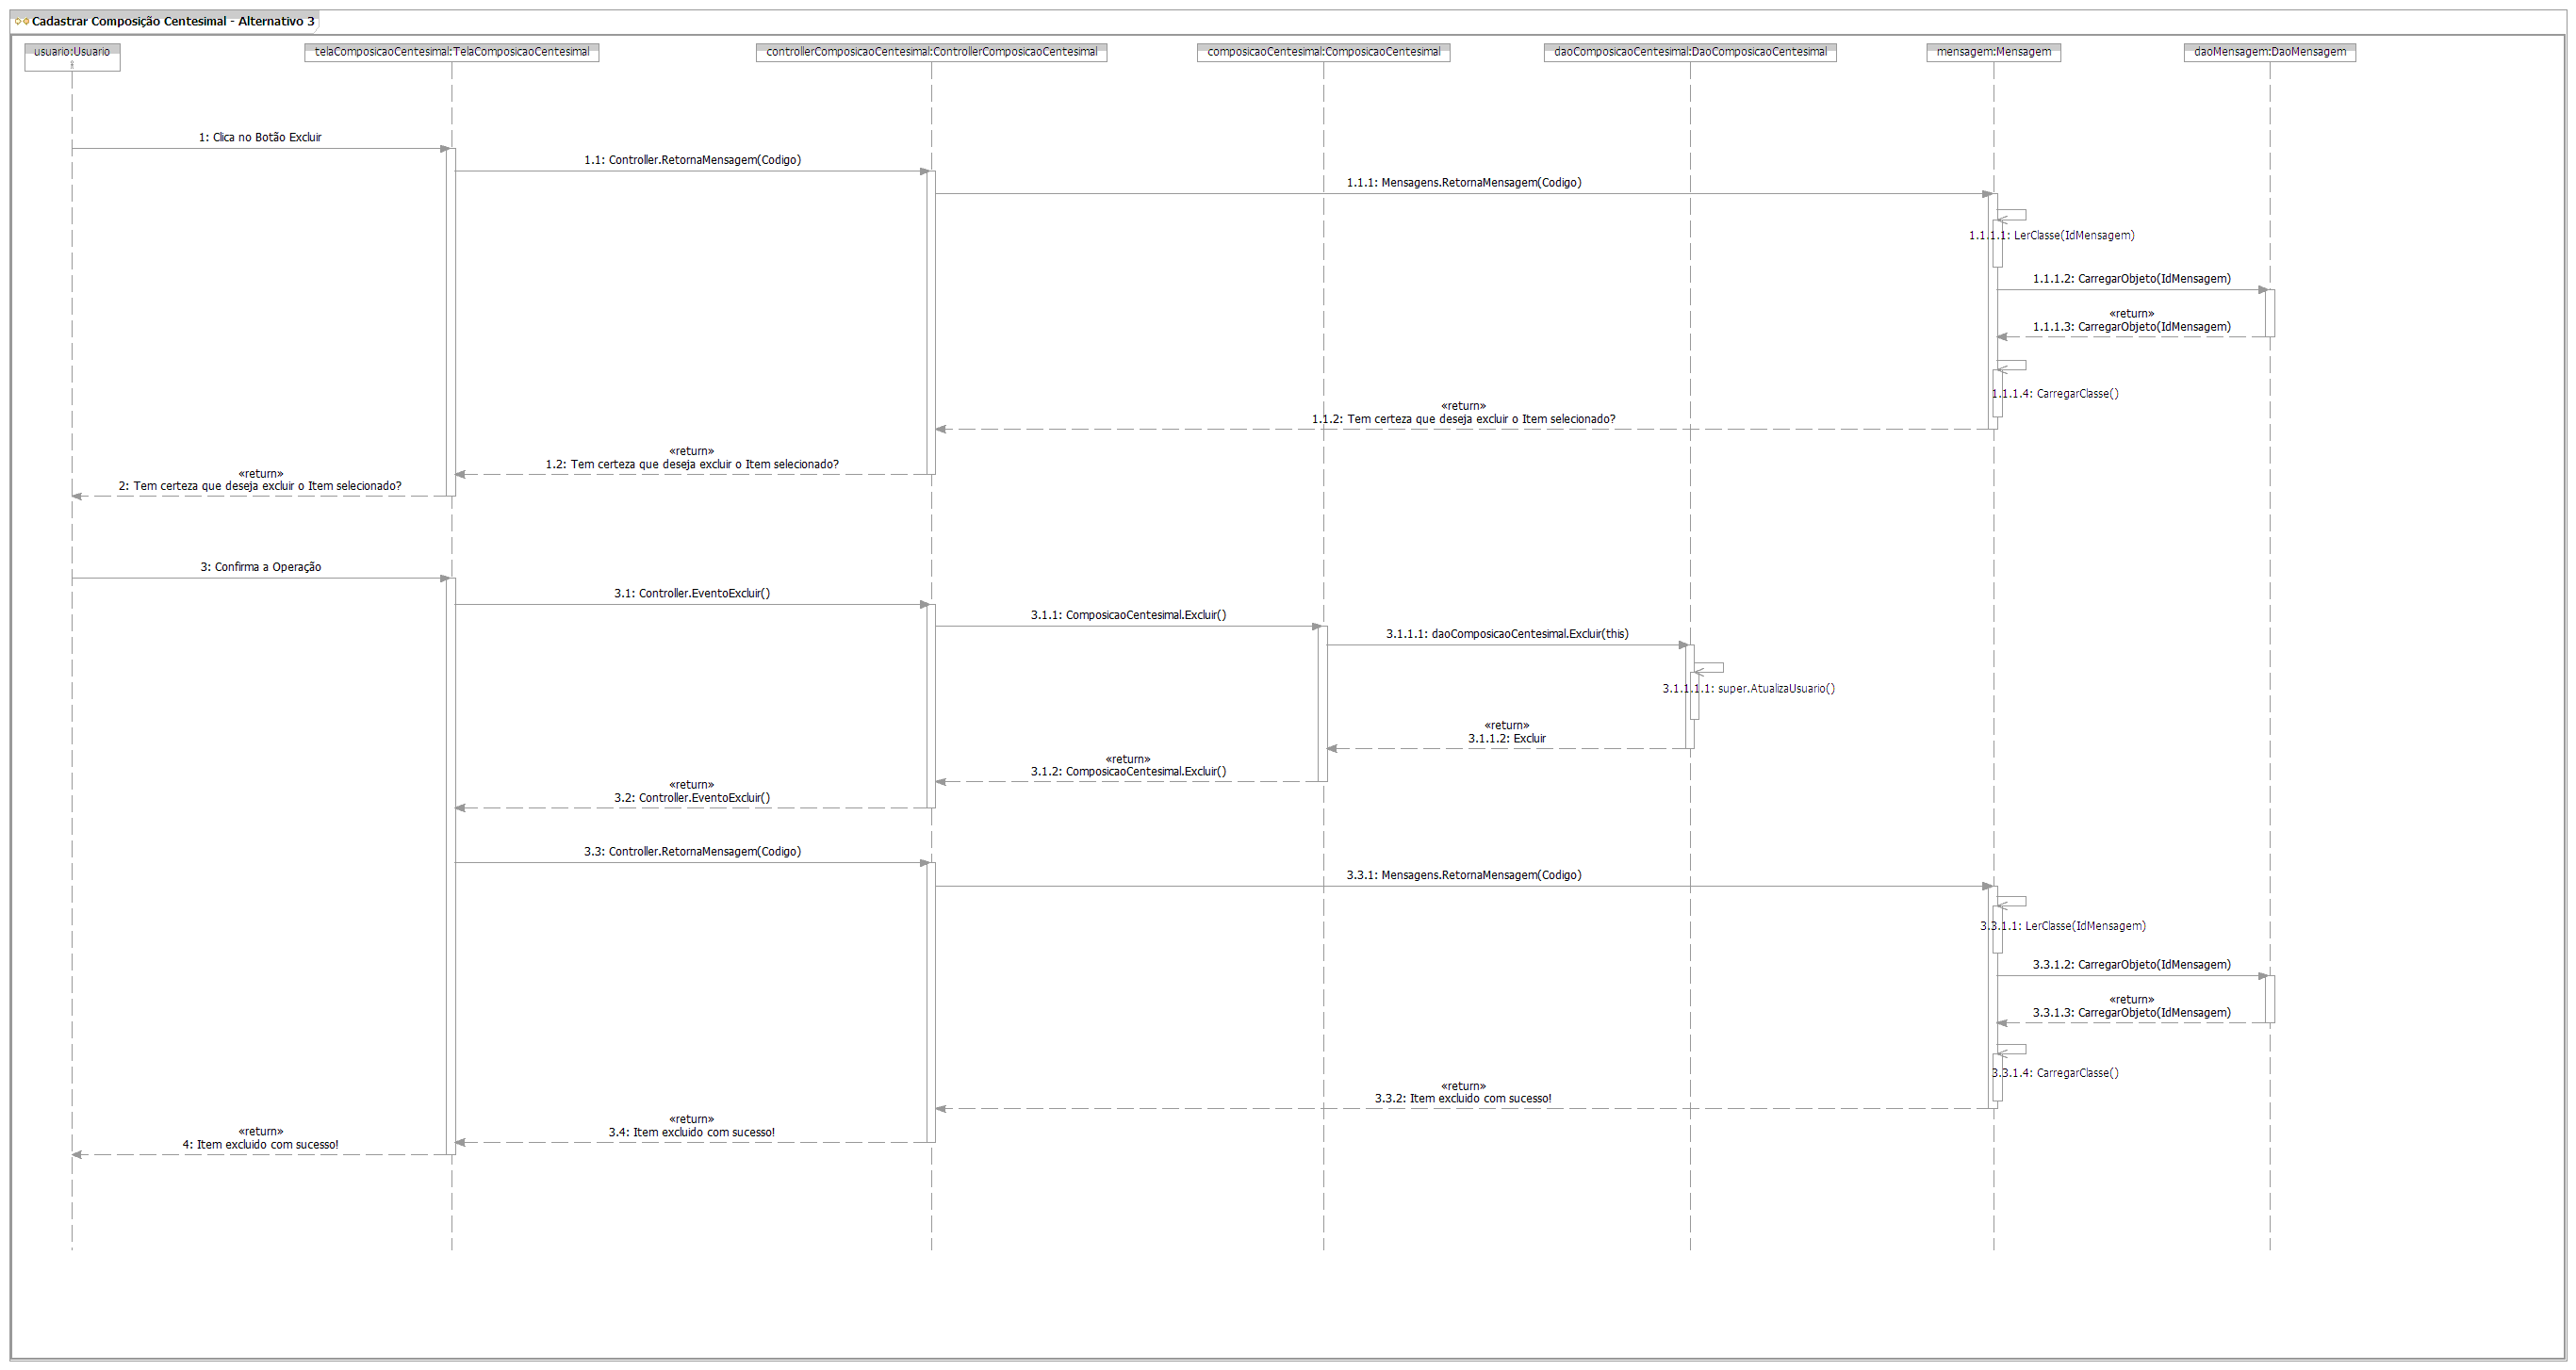 Cadastrar Composição Centesimal - Alternativo 3
usuario:Usuario
telaComposicaoCentesimal:TelaComposicaoCentesimal
controllerComposicaoCentesimal:ControllerComposicaoCentesimal
composicaoCentesimal:ComposicaoCentesimal
daoComposicaoCentesimal:DaoComposicaoCentesimal
mensagem:Mensagem
daoMensagem:DaoMensagem
1: Clica no Botão Excluir
1.1: Controller.RetornaMensagem(Codigo)
1.1.1: Mensagens.RetornaMensagem(Codigo)
1.1.1.1: LerClasse(IdMensagem)
1.1.1.2: CarregarObjeto(IdMensagem)
«return»
1.1.1.3: CarregarObjeto(IdMensagem)
1.1.1.4: CarregarClasse()
«return»
1.1.2: Tem certeza que deseja excluir o Item selecionado?
«return»
1.2: Tem certeza que deseja excluir o Item selecionado?
«return»
2: Tem certeza que deseja excluir o Item selecionado?
3: Confirma a Operação
3.1: Controller.EventoExcluir()
3.1.1: ComposicaoCentesimal.Excluir()
3.1.1.1: daoComposicaoCentesimal.Excluir(this)
3.1.1.1.1: super.AtualizaUsuario()
«return»
3.1.1.2: Excluir
«return»
3.1.2: ComposicaoCentesimal.Excluir()
«return»
3.2: Controller.EventoExcluir()
3.3: Controller.RetornaMensagem(Codigo)
3.3.1: Mensagens.RetornaMensagem(Codigo)
3.3.1.1: LerClasse(IdMensagem)
3.3.1.2: CarregarObjeto(IdMensagem)
«return»
3.3.1.3: CarregarObjeto(IdMensagem)
3.3.1.4: CarregarClasse()
«return»
3.3.2: Item excluido com sucesso!
«return»
3.4: Item excluido com sucesso!
«return»
4: Item excluido com sucesso!